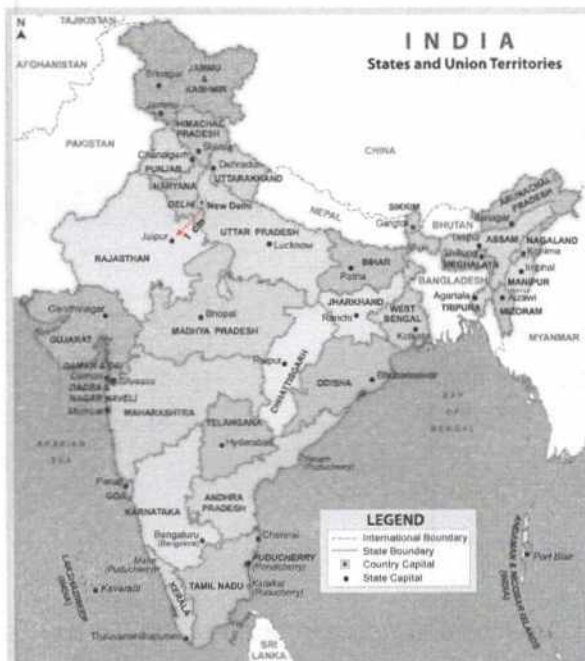 N
TAJIKISTAN
INDIA
States and Union Territories
AFGHANISTAN
JAMMU
&
KASHMIR
Srinagar
Jammu
HIMACHAL
PRADESH
Shimla
PAKISTAN
Chandigarh
PUNJAB
Dehradun
UTTARAKHAND
CHINA
HARYANA
DELHI
New Delhi
NEPAL
SIKKIM
Gangtok
BHUTAN
ARUNACHAL
PRADESH
Itanagar
Jaipur
RAJASTHAN
UTTAR PRADESH
Lucknow
BIHAR
Patna
ASSAM
NAGALAND
Kohima
MEGHALAYA
Imphal
MANIPUR
BANGLADESH
Agartala
TRIPURA
Aizawl
MIZORAM
MYANMAR
JHARKHAND
Ranchi
WEST
BENGAL
Kolkata
Gandhinagar
GUJARAT
Bhopal
MADHYA PRADESH
Raipur
CHHATTISGARH
ODISHA
Bhubaneswar
DAMAN & DIU
Daman
Silvassa
DADRA &
NAGAR HAVELI
Mumbai
MAHARASHTRA
TELANGANA
Hyderabad
ARABIAN
SEA
BAY
OF
BENGAL
Yanam
(Puducherry)
Panaji
GOA
KARNATAKA
ANDHRA
PRADESH
Bengaluru
(Bangalore)
Chennai
Mahe
(Puducherry)
PUDUCHERRY
(Pondicherry)
Karaikal
(Puducherry)
TAMIL NADU
KERALA
LAKSHADWEEP
(INDIA)
Kavaratti
Thiruvananthapuram
SRI
LANKA
ANDAMAN & NICOBAR ISLANDS
(INDIA)
Port Blair
LEGEND
International Boundary
State Boundary
Country Capital
State Capital